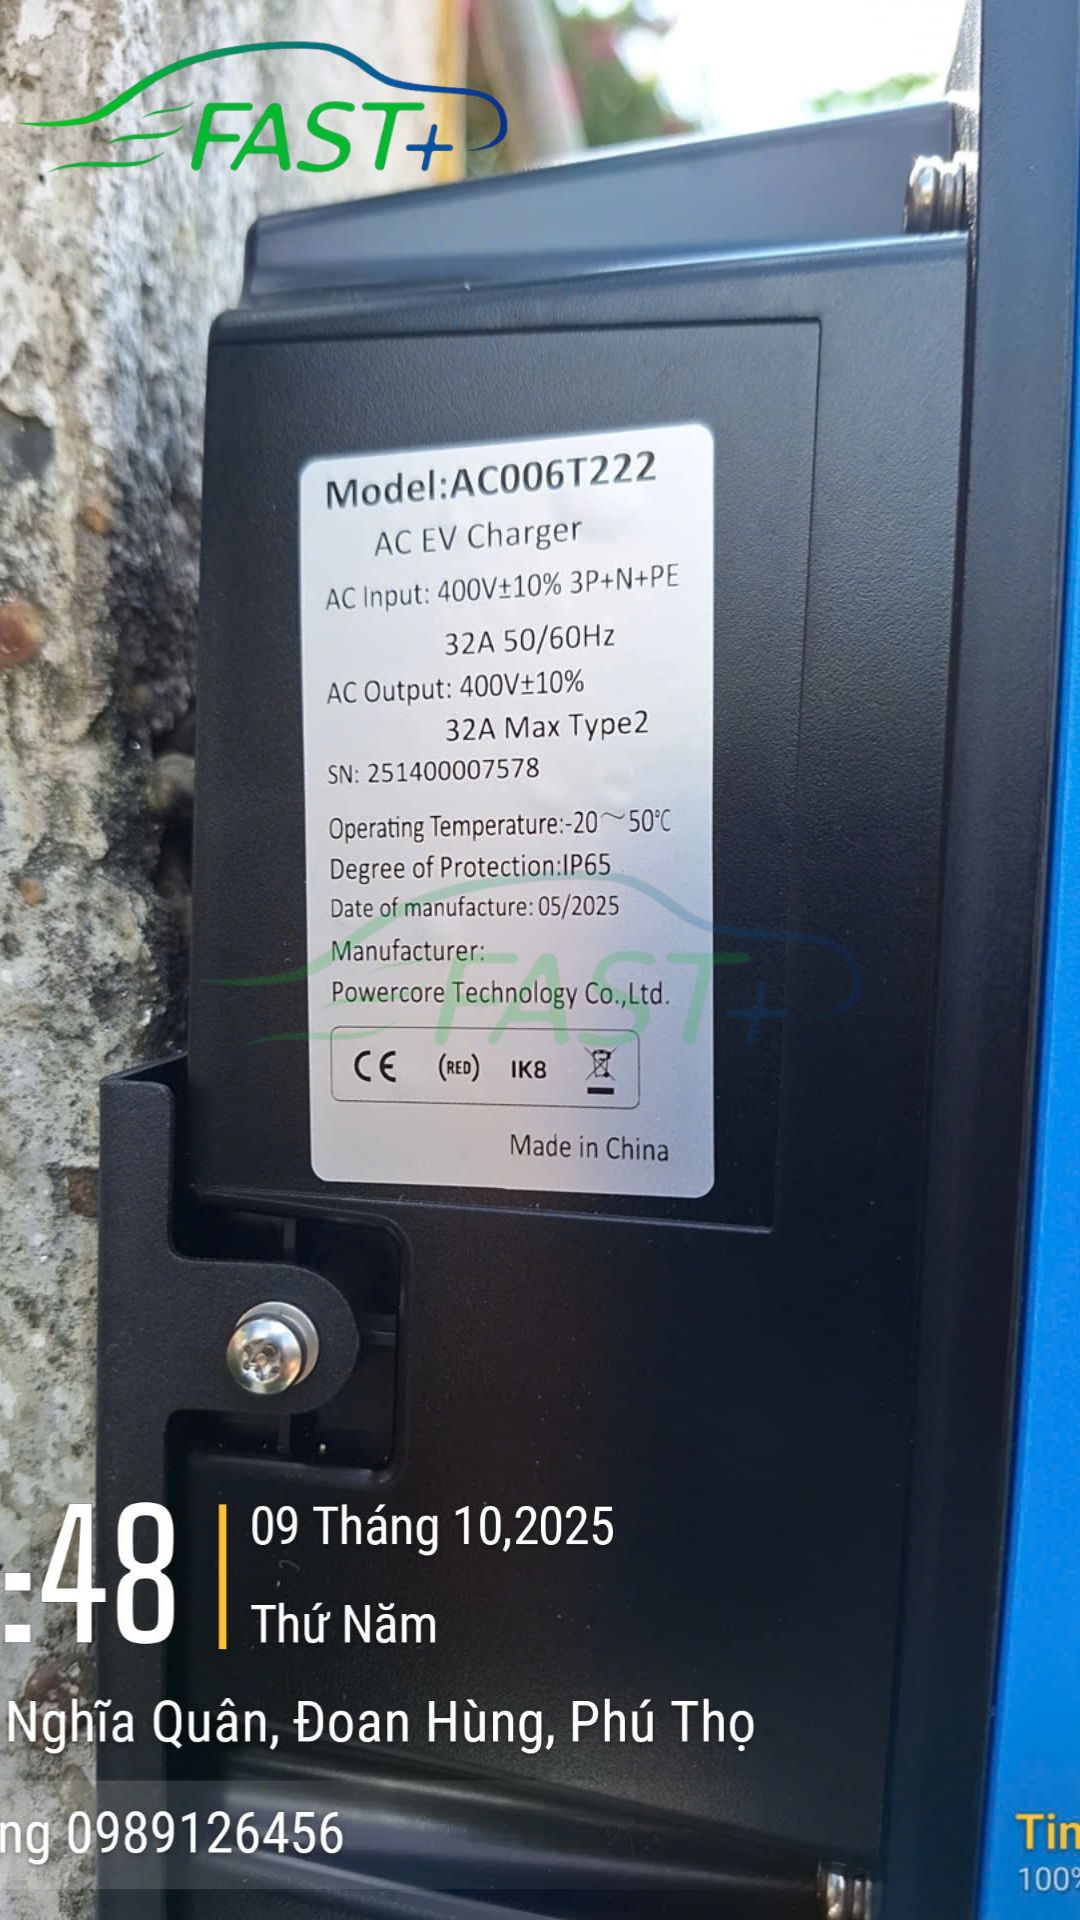 FAST+
Model:AC006T222
AC EV Charger
AC Input: 400V±10% 3P+N+PE
32A 50/60Hz
AC Output: 400V±10%
32A Max Type2
SN: 251400007578
Operating Temperature:-20～50℃
Degree of Protection:IP65
Date of manufacture: 05/2025
Manufacturer:
Powercore Technology Co.,Ltd.
FAST+
CE (RED) IK8
Made in China
:48
09 Tháng 10,2025
Thứ Năm
Nghĩa Quân, Đoan Hùng, Phú Thọ
ng 0989126456
Tin
100%